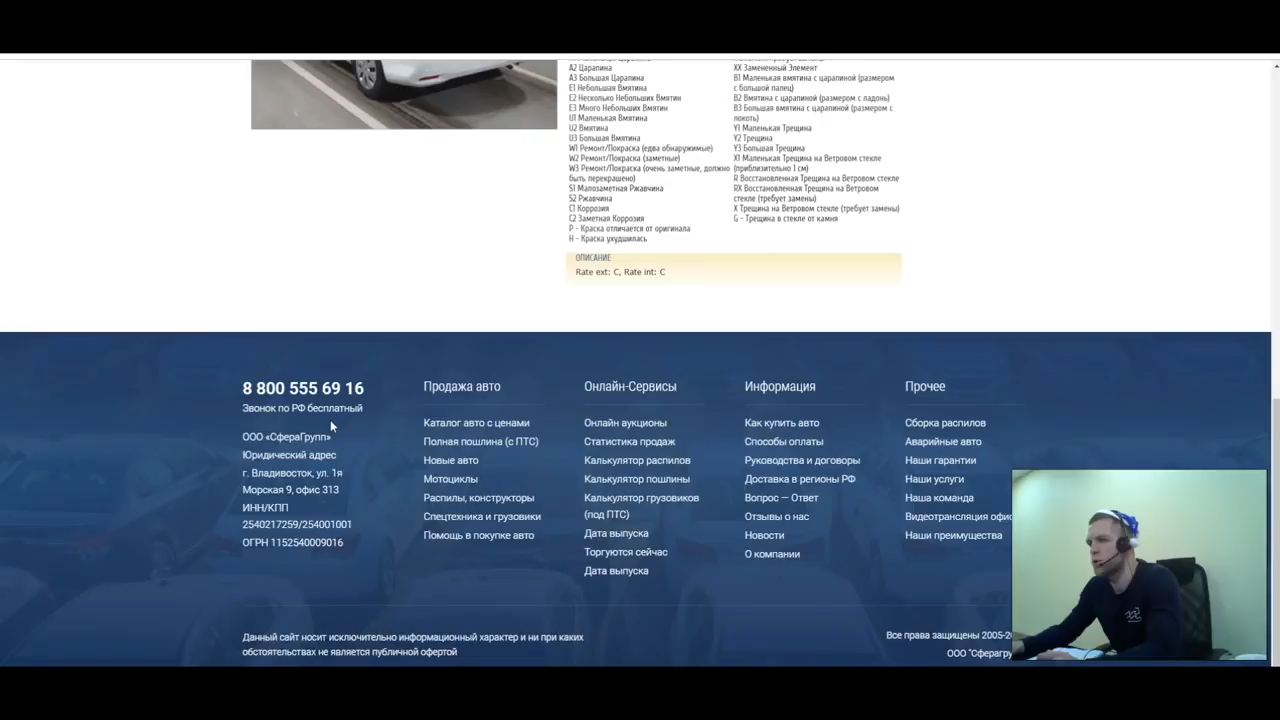 A2 Царапина
A3 Большая Царапина
E1 Небольшая Вмятина
E2 Несколько Небольших Вмятин
E3 Много Небольших Вмятин
U1 Маленькая Вмятина
U2 Вмятина
U3 Большая Вмятина
W1 Ремонт/Покраска (едва обнаружимые)
W2 Ремонт/Покраска (заметные)
W3 Ремонт/Покраска (очень заметные, должно
быть перекрашено)
S1 Малозаметная Ржавчина
S2 Ржавчина
C1 Коррозия
C2 Заметная Коррозия
P - Краска отличается от оригинала
H - Краска ухудшилась
XX Замененный Элемент
B1 Маленькая вмятина с царапиной (размером
с большой палец)
B2 Вмятина с царапиной (размером с ладонь)
B3 Большая вмятина с царапиной (размером с
локоть)
Y1 Маленькая Трещина
Y2 Трещина
Y3 Большая Трещина
X1 Маленькая Трещина на Ветровом стекле
(приблизительно 1 см)
R Восстановленная Трещина на Ветровом стекле
RX Восстановленная Трещина на Ветровом
стекле (требует замены)
X Трещина на Ветровом стекле (требует замены)
G - Трещина в стекле от камня
ОПИСАНИЕ
Rate ext: C, Rate int: C
8 800 555 69 16
Звонок по РФ бесплатный
ООО «СфераГрупп»
Юридический адрес
г. Владивосток, ул. 1я
Морская 9, офис 313
ИНН/КПП
2540217259/254001001
ОГРН 1152540009016
Продажа авто
Каталог авто с ценами
Полная пошлина (с ПТС)
Новые авто
Мотоциклы
Распилы, конструкторы
Спецтехника и грузовики
Помощь в покупке авто
Онлайн-Сервисы
Онлайн аукционы
Статистика продаж
Калькулятор распилов
Калькулятор пошлины
Калькулятор грузовиков
(под ПТС)
Дата выпуска
Торгуются сейчас
Дата выпуска
Информация
Как купить авто
Способы оплаты
Руководства и договоры
Доставка в регионы РФ
Вопрос — Ответ
Отзывы о нас
Новости
О компании
Прочее
Сборка распилов
Аварийные авто
Наши гарантии
Наши услуги
Наша команда
Видеотрансляция офис
Наши преимущества
Данный сайт носит исключительно информационный характер и ни при каких
обстоятельствах не является публичной офертой
Все права защищены 2005-20
ООО "Сферагру